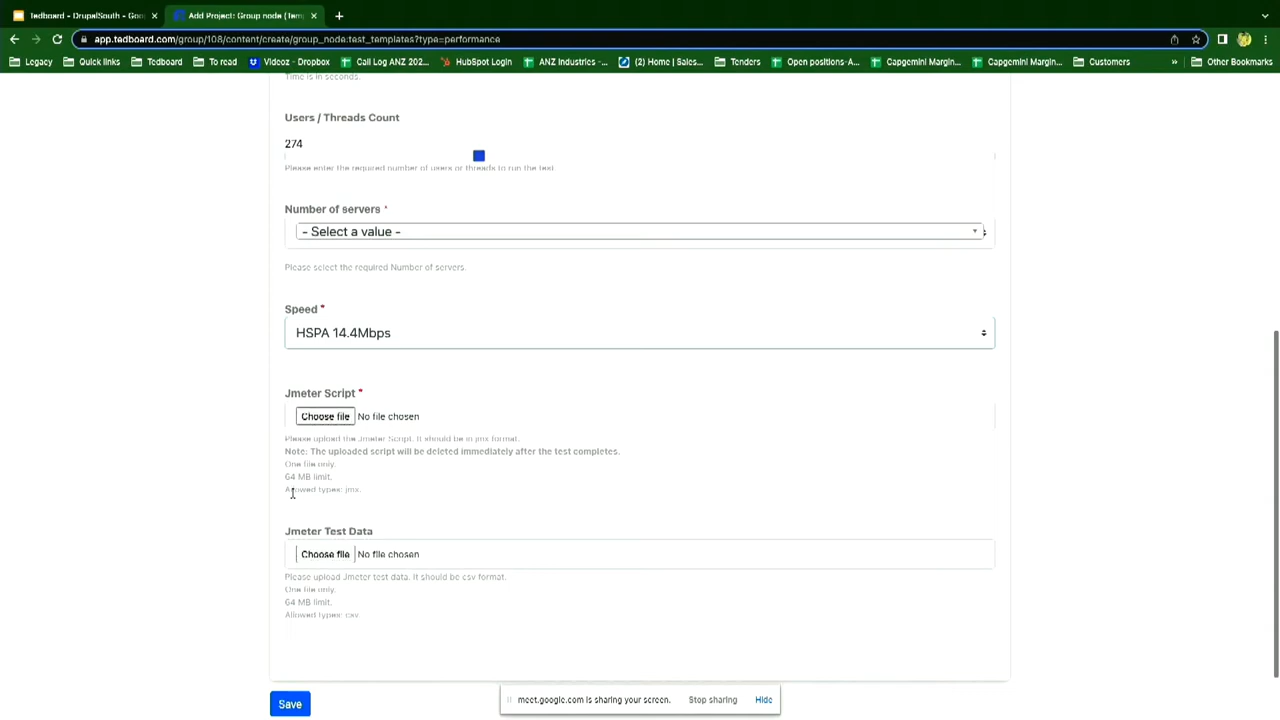 Tedboard - DrupalSouth - Goo
Add Project: Group node (Tem
app.tedboard.com/group/108/content/create/group_node:test_templates?type=performance
Legacy
Quick links
Tedboard
To read
Videoz - Dropbox
Call Log ANZ 202...
HubSpot Login
ANZ Industries -...
(2) Home | Sales...
Tenders
Open positions-A...
Capgemini Margin...
Capgemini Margin...
Customers
»
Other Bookmarks
Time is in seconds.
Users / Threads Count
274
Please enter the required number of users or threads to run the test.
Number of servers *
- Select a value -
Please select the required Number of servers.
Speed *
HSPA 14.4Mbps
Jmeter Script *
Choose file No file chosen
Please upload the Jmeter Script. It should be in jmx format.
Note: The uploaded script will be deleted immediately after the test completes.
One file only.
64 MB limit.
Allowed types: jmx.
Jmeter Test Data
Choose file No file chosen
Please upload Jmeter test data. It should be csv format.
One file only.
64 MB limit.
Allowed types: csv.
Save
meet.google.com is sharing your screen.
Stop sharing
Hide